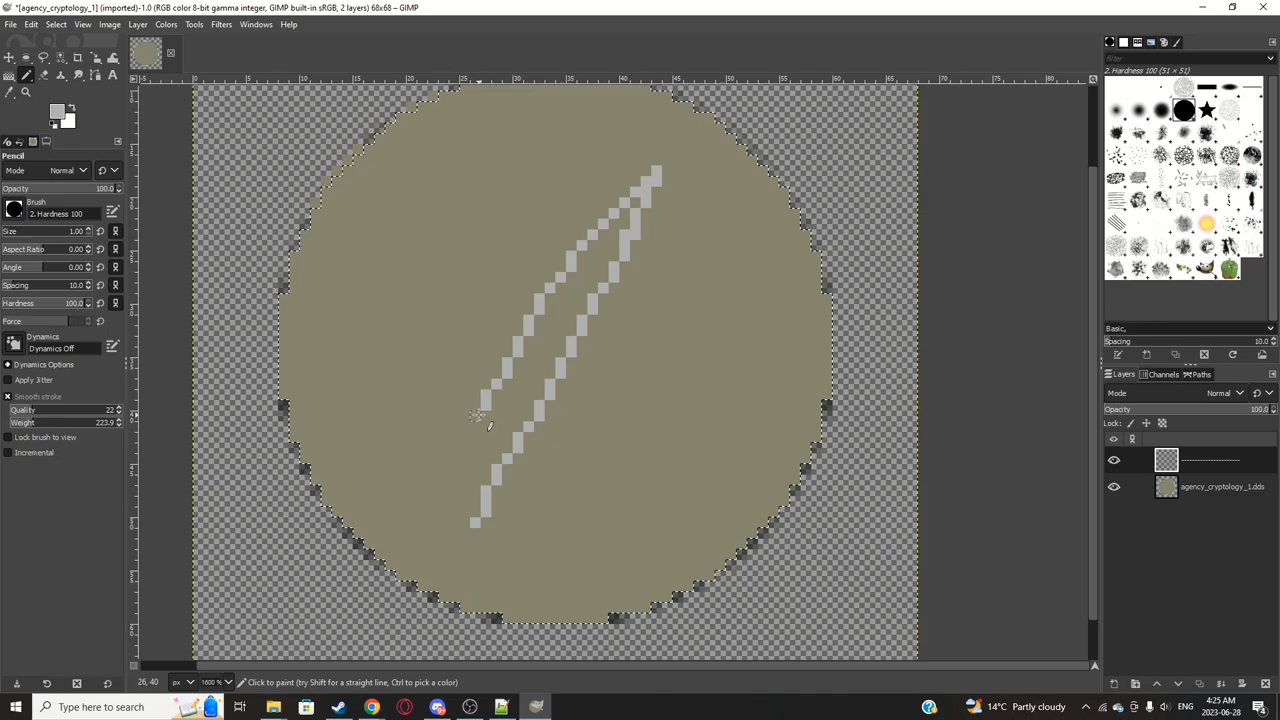 *[agency_cryptology_1] (imported)-1.0 (RGB color 8-bit gamma integer, GIMP built-in sRGB, 2 layers) 68x68 – GIMP
File Edit Select View Image Layer Colors Tools Filters Windows Help
Pencil
Mode Normal
Opacity 100.0
Brush
2. Hardness 100
Size 1.00
Aspect Ratio 0.00
Angle 0.00
Spacing 10.0
Hardness 100.0
Force
Dynamics
Dynamics Off
Dynamics Options
Apply Jitter
Smooth stroke
Quality 22
Weight 223.9
Lock brush to view
Incremental
26, 40 px 1600 % Click to paint (try Shift for a straight line, Ctrl to pick a color)
filter
2. Hardness 100 (51 × 51)
Basic,
Spacing 10.0
Layers Channels Paths
Mode Normal
Opacity 100.0
Lock:
----------------------
agency_cryptology_1.dds
Type here to search
14°C Partly cloudy
4:25 AM
2023-06-28